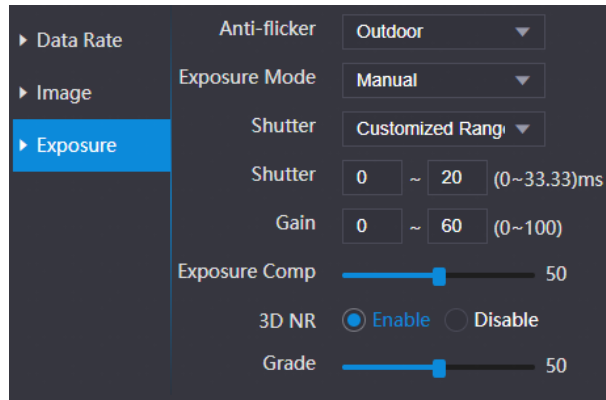 Data Rate
Image
Exposure
Anti-flicker Outdoor
Exposure Mode Manual
Shutter Customized Rang
Shutter 0 ~ 20 (0~33.33)ms
Gain 0 ~ 60 (0~100)
Exposure Comp 50
3D NR Enable Disable
Grade 50